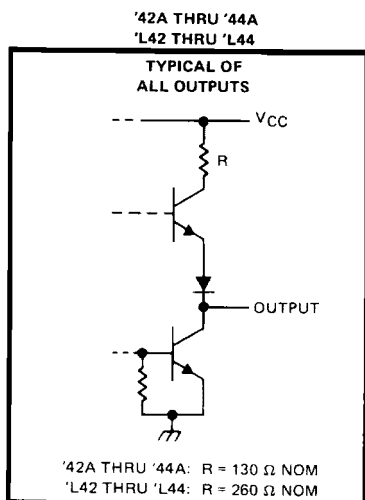 '42A THRU '44A
'L42 THRU 'L44
TYPICAL OF
ALL OUTPUTS
VCC
R
OUTPUT
'42A THRU '44A: R = 130 Ω NOM
'L42 THRU 'L44: R = 260 Ω NOM